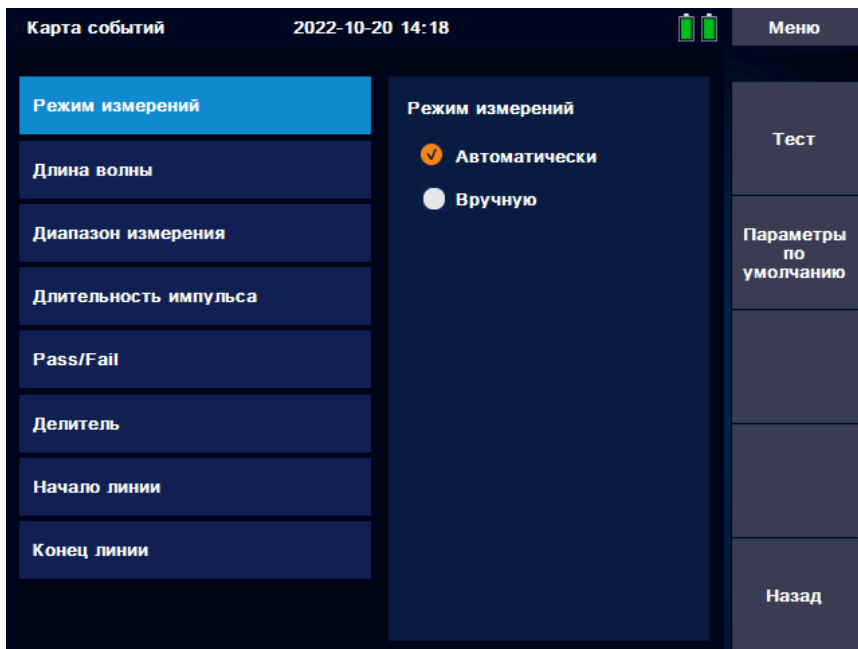 Карта событий 2022-10-20 14:18 Меню
Режим измерений
Длина волны
Диапазон измерения
Длительность импульса
Pass/Fail
Делитель
Начало линии
Конец линии
Режим измерений
Автоматически
Вручную
Тест
Параметры
по
умолчанию
Назад